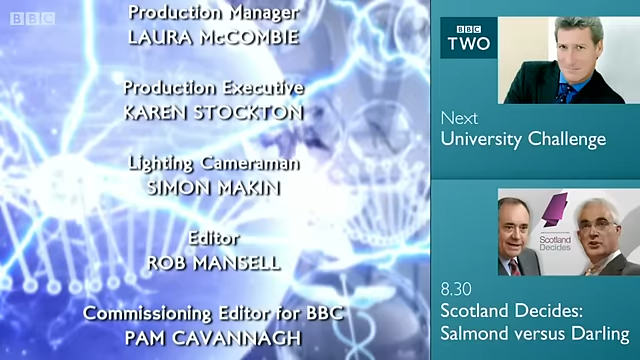 BBC
Production Manager
LAURA McCOMBIE
Production Executive
KAREN STOCKTON
Lighting Cameraman
SIMON MAKIN
Editor
ROB MANSELL
Commissioning Editor for BBC
PAM CAVANNAGH
BBC
TWO
Next
University Challenge
Scotland
Decides
8.30
Scotland Decides:
Salmond versus Darling